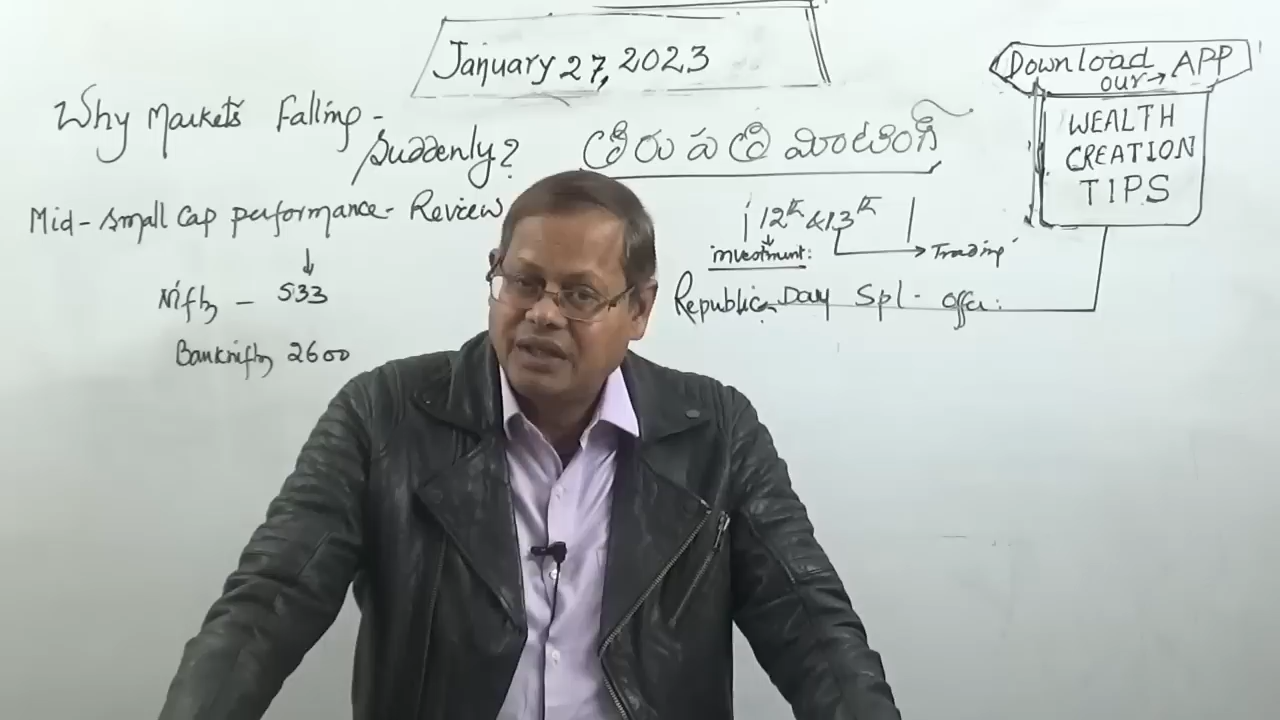 January 27, 2023
Download
our → APP
WEALTH
CREATION
TIPS
Why Markets Falling -
Suddenly?
తిరుపతి మీటింగ్
Mid - Small Cap performance - Review
12th & 13th
investment: → Trading
Nifty - 533
Republic Day Spl - offer:
Banknifty 2600